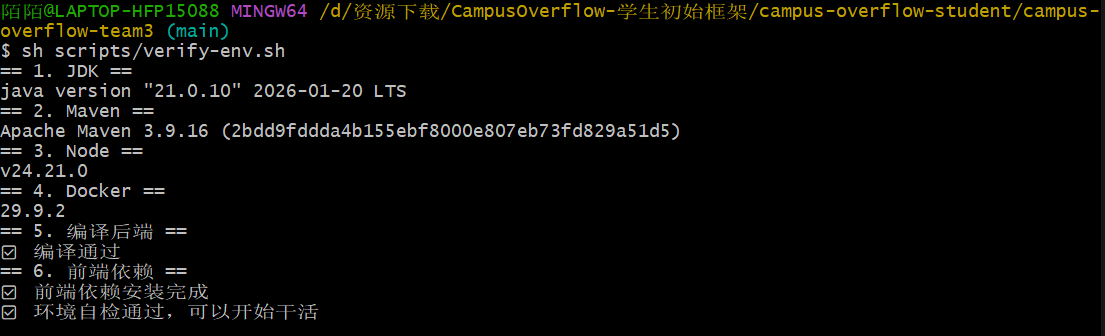 陌陌@LAPTOP-HFP15088 MINGW64 /d/资源下载/CampusOverflow-学生初始框架/campus-overflow-student/campus-
overflow-team3 (main)
$ sh scripts/verify-env.sh
== 1. JDK ==
java version "21.0.10" 2026-01-20 LTS
== 2. Maven ==
Apache Maven 3.9.16 (2bdd9fddda4b155ebf8000e807eb73fd829a51d5)
== 3. Node ==
v24.21.0
== 4. Docker ==
29.9.2
== 5. 编译后端 ==
☑ 编译通过
== 6. 前端依赖 ==
☑ 前端依赖安装完成
☑ 环境自检通过，可以开始干活